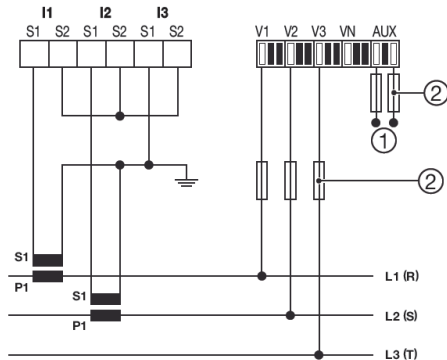 I1 I2 I3
S1 S2 S1 S2 S1 S2
V1 V2 V3 VN AUX
2
1
2
S1
P1
L1 (R)
S1
P1
L2 (S)
L3 (T)